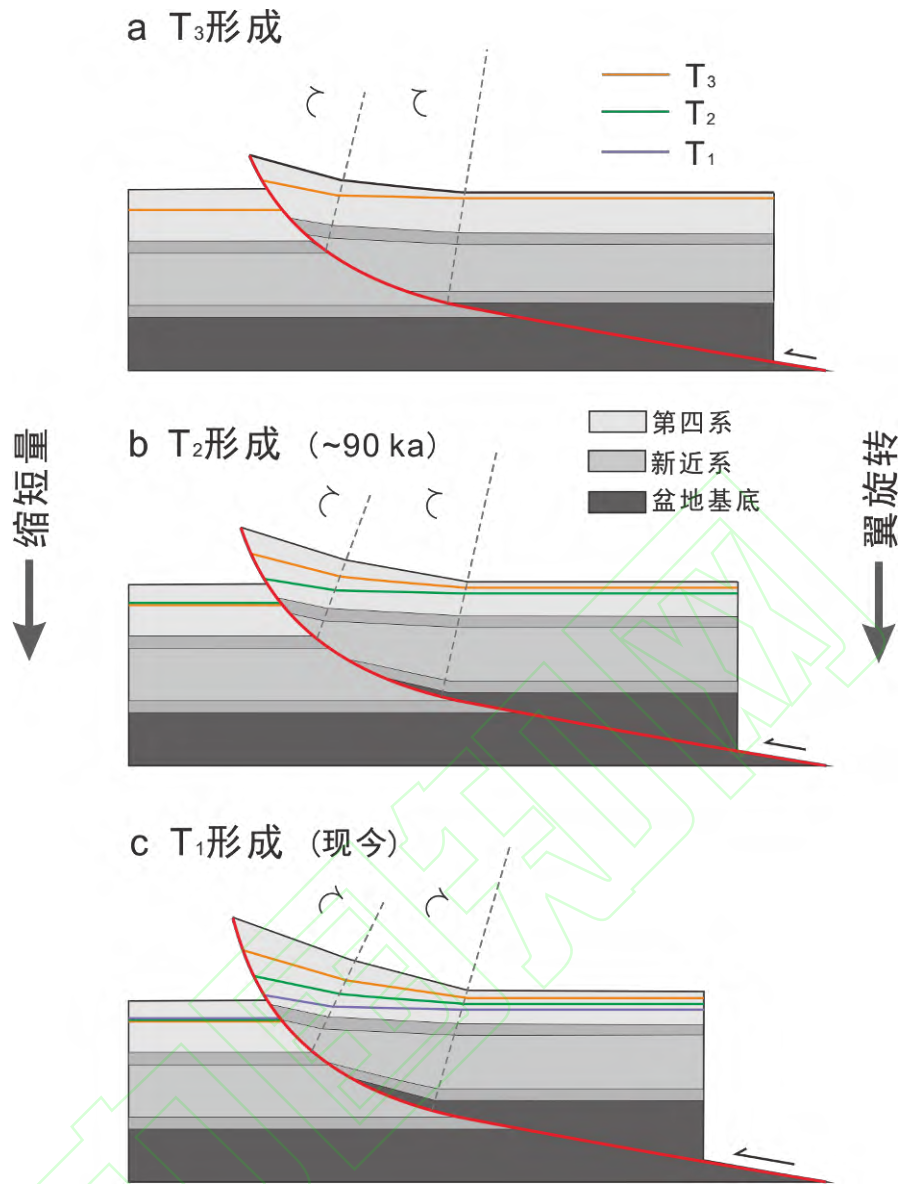 a T₃形成
T₃
T₂
T₁
b T₂形成 (~90 ka)
第四系
新近系
盆地基底
缩短量
翼旋转
c T₁形成 (现今)